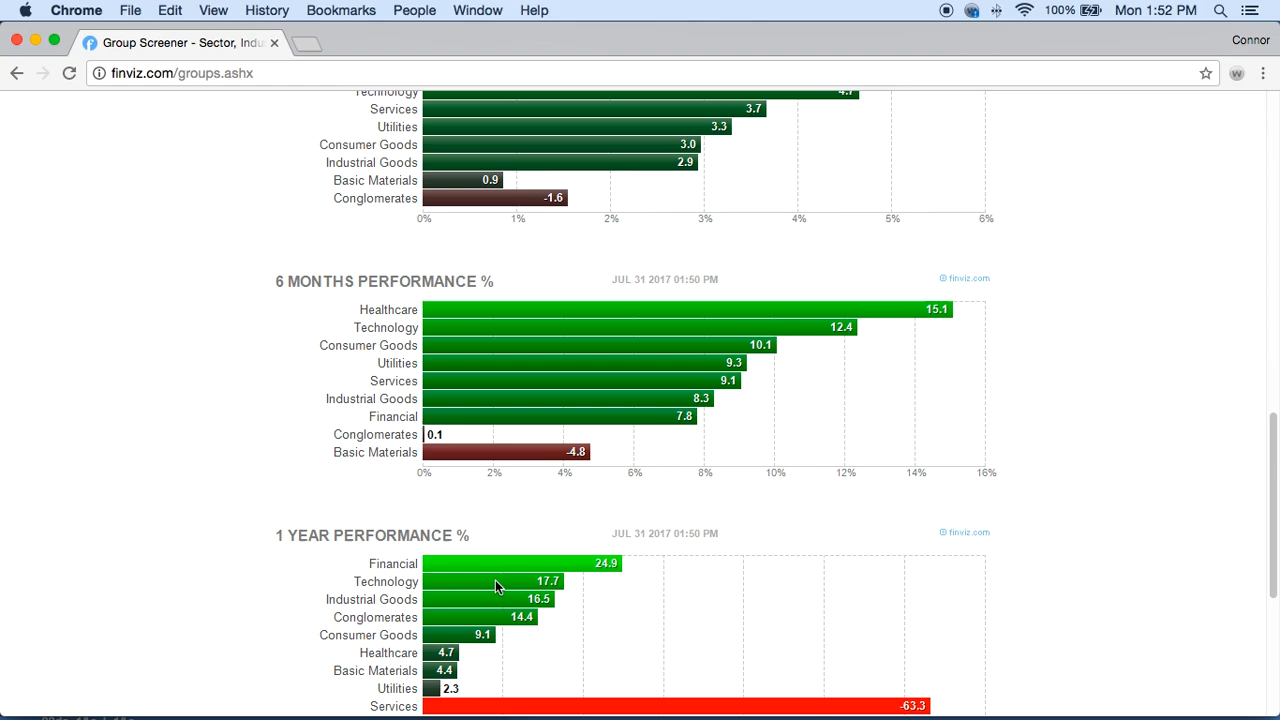 Chrome File Edit View History Bookmarks People Window Help 100% Mon 1:52 PM
Group Screener - Sector, Indu
Connor
finviz.com/groups.ashx
Technology 4.7
Services 3.7
Utilities 3.3
Consumer Goods 3.0
Industrial Goods 2.9
Basic Materials 0.9
Conglomerates -1.6
0% 1% 2% 3% 4% 5% 6%
6 MONTHS PERFORMANCE % JUL 31 2017 01:50 PM © finviz.com
Healthcare 15.1
Technology 12.4
Consumer Goods 10.1
Utilities 9.3
Services 9.1
Industrial Goods 8.3
Financial 7.8
Conglomerates 0.1
Basic Materials -4.8
0% 2% 4% 6% 8% 10% 12% 14% 16%
1 YEAR PERFORMANCE % JUL 31 2017 01:50 PM © finviz.com
Financial 24.9
Technology 17.7
Industrial Goods 16.5
Conglomerates 14.4
Consumer Goods 9.1
Healthcare 4.7
Basic Materials 4.4
Utilities 2.3
Services -63.3